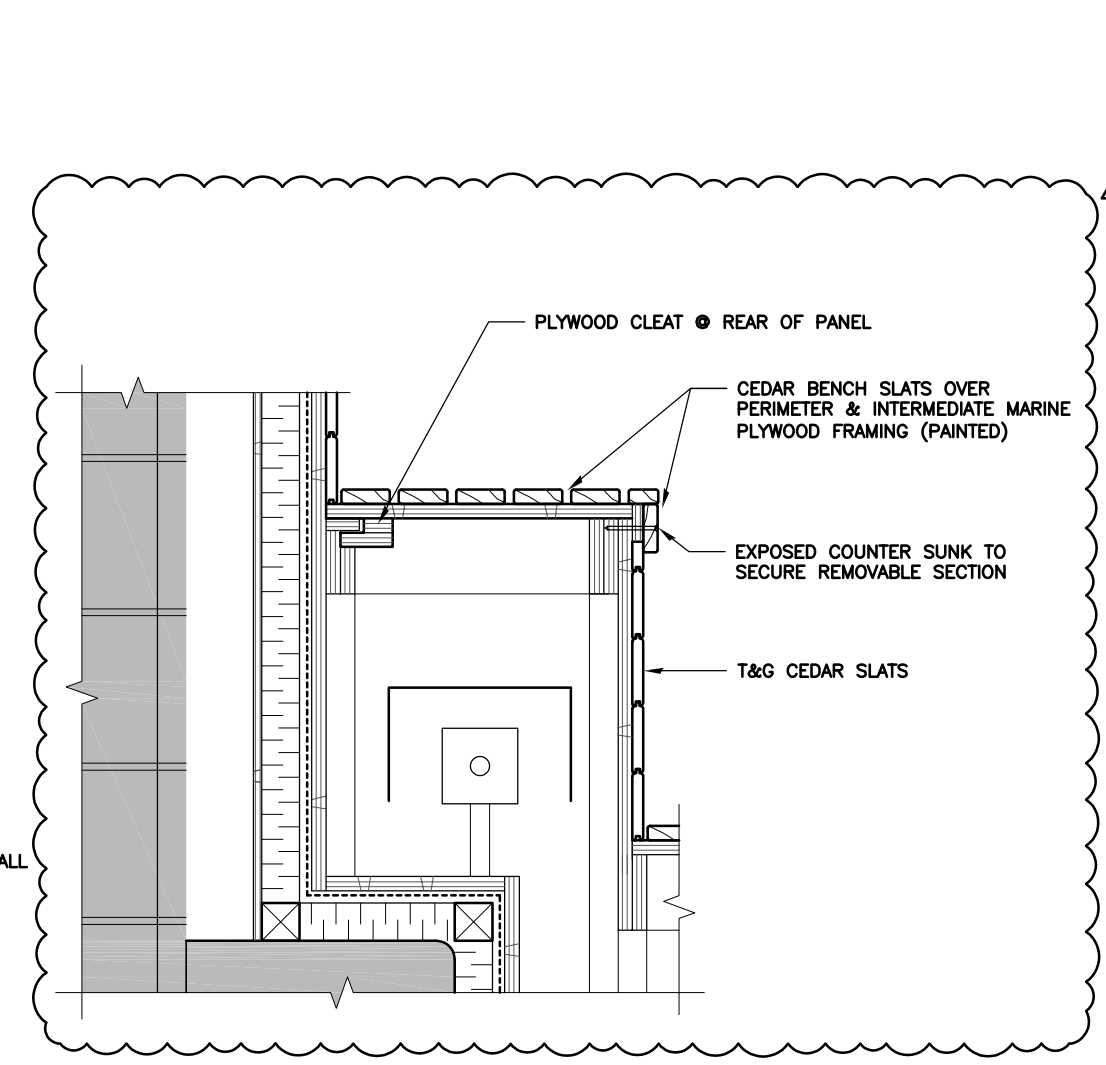 PLYWOOD CLEAT @ REAR OF PANEL
CEDAR BENCH SLATS OVER
PERIMETER & INTERMEDIATE MARINE
PLYWOOD FRAMING (PAINTED)
EXPOSED COUNTER SUNK TO
SECURE REMOVABLE SECTION
T&G CEDAR SLATS
ALL